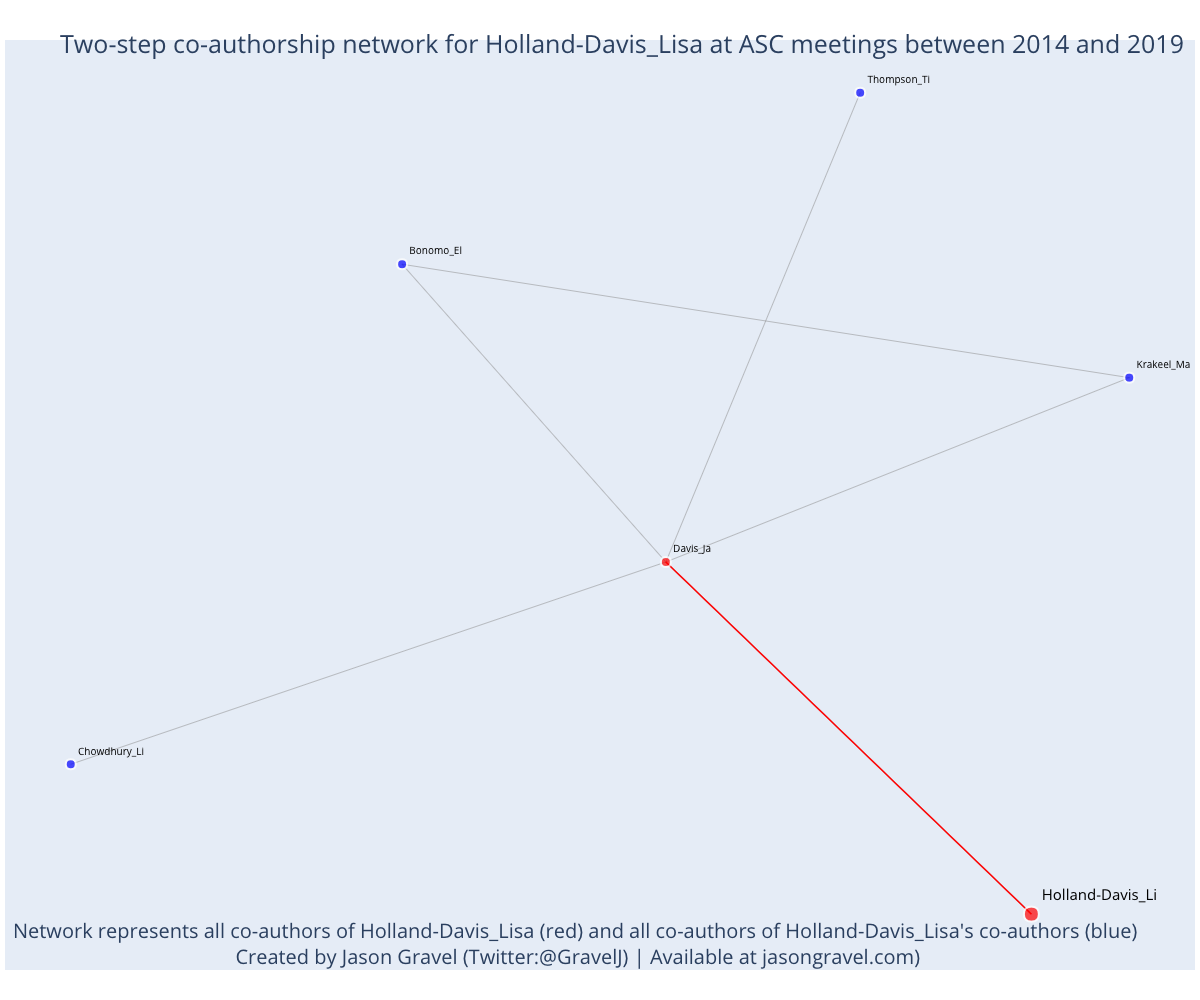 Two-step co-authorship network for Holland-Davis_Lisa at ASC meetings between 2014 and 2019
Thompson_Ti
Bonomo_El
Krakeel_Ma
Davis_Ja
Chowdhury_Li
Holland-Davis_Li
Network represents all co-authors of Holland-Davis_Lisa (red) and all co-authors of Holland-Davis_Lisa's co-authors (blue)
Created by Jason Gravel (Twitter:@GravelJ) | Available at jasongravel.com)